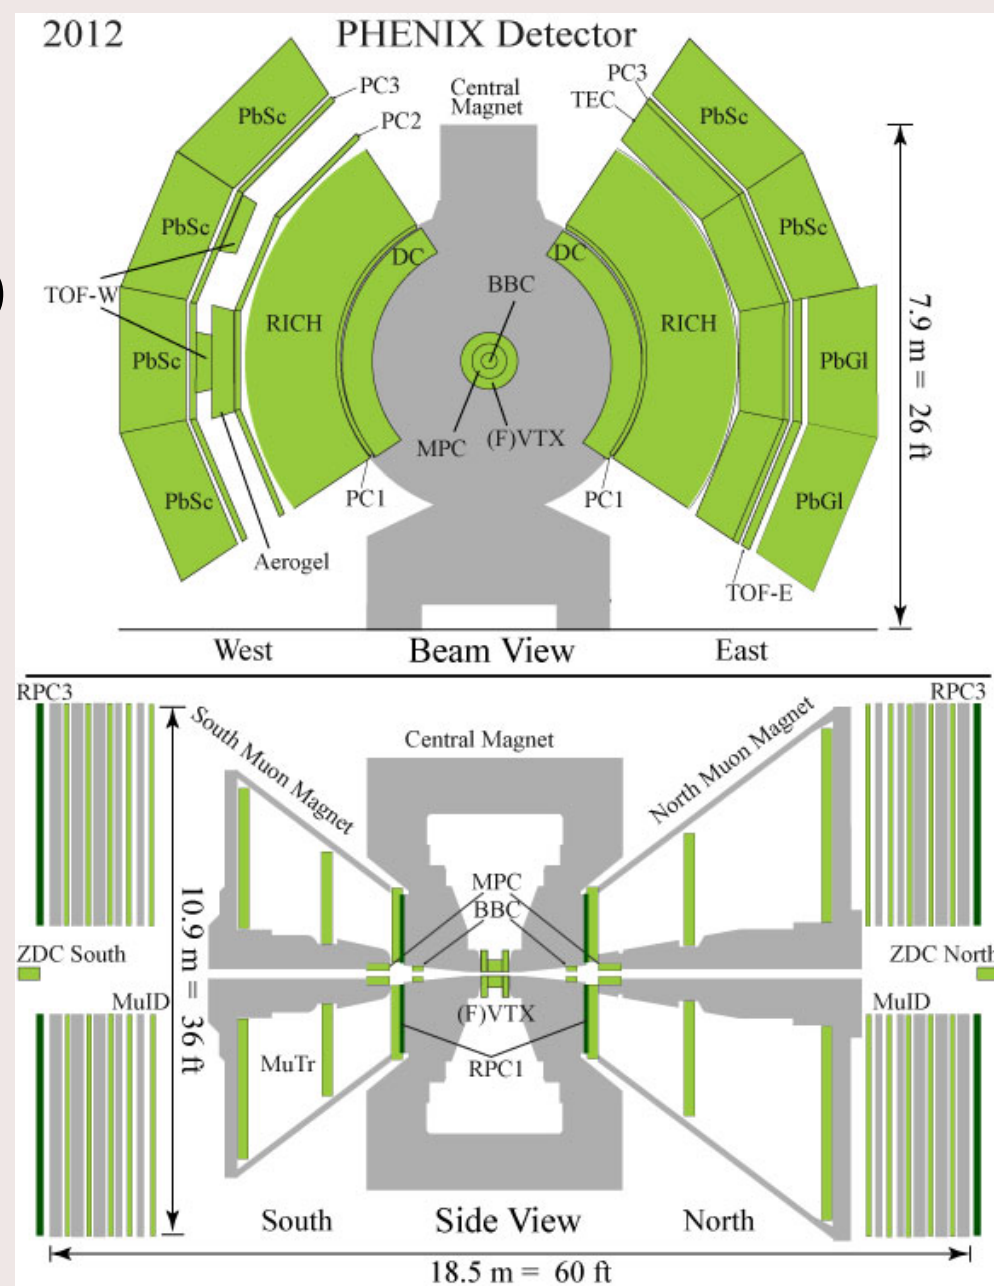 2012
PHENIX Detector
Central
Magnet
PC3
PC2
PC3
TEC
PbSc
PbSc
PbSc
PbSc
DC
DC
BBC
TOF-W
RICH
RICH
PbSc
PbSc
PbGl
MPC
(F)VTX
PbSc
PC1
PC1
PbGl
Aerogel
TOF-E
7.9 m = 26 ft
West
Beam View
East
RPC3
RPC3
South Muon Magnet
Central Magnet
North Muon Magnet
MPC
BBC
ZDC South
ZDC North
MuID
(F)VTX
MuID
MuTr
RPC1
10.9 m = 36 ft
South
Side View
North
18.5 m = 60 ft